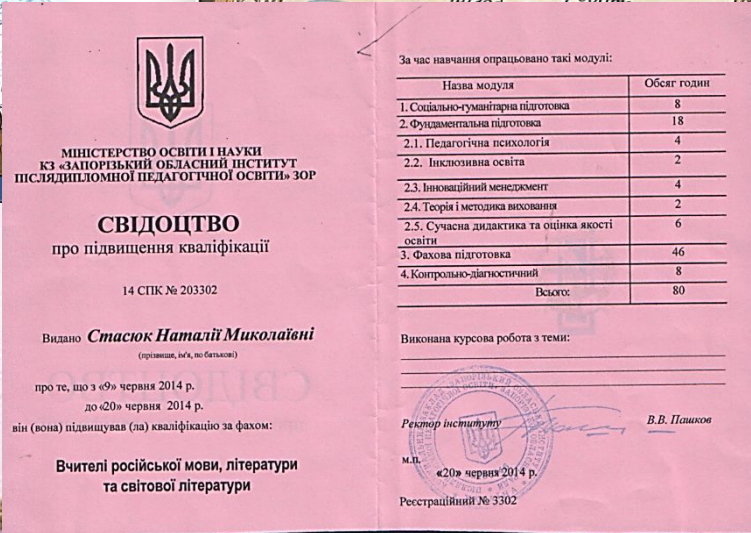 МІНІСТЕРСТВО ОСВІТИ І НАУКИ
КЗ «ЗАПОРІЗЬКИЙ ОБЛАСНИЙ ІНСТИТУТ
ПІСЛЯДИПЛОМНОЇ ПЕДАГОГІЧНОЇ ОСВІТИ» ЗОР
СВІДОЦТВО
про підвищення кваліфікації
14 СПК № 203302
Видано Стасюк Наталії Миколаївні
(прізвище, ім'я, по батькові)
про те, що з «9» червня 2014 р.
до «20» червня 2014 р.
він (вона) підвищував (ла) кваліфікацію за фахом:
Вчителі російської мови, літератури
та світової літератури
За час навчання опрацьовано такі модулі:
Назва модуля Обсяг годин
1. Соціально-гуманітарна підготовка 8
2. Фундаментальна підготовка 18
2.1. Педагогічна психологія 4
2.2. Інклюзивна освіта 2
2.3. Інноваційний менеджмент 4
2.4. Теорія і методика виховання 2
2.5. Сучасна дидактика та оцінка якості
освіти 6
3. Фахова підготовка 46
4. Контрольно-діагностичний 8
Всього: 80
Виконана курсова робота з теми:
Ректор інституту В.В. Пашков
м.п.
«20» червня 2014 р.
Реєстраційний № 3302